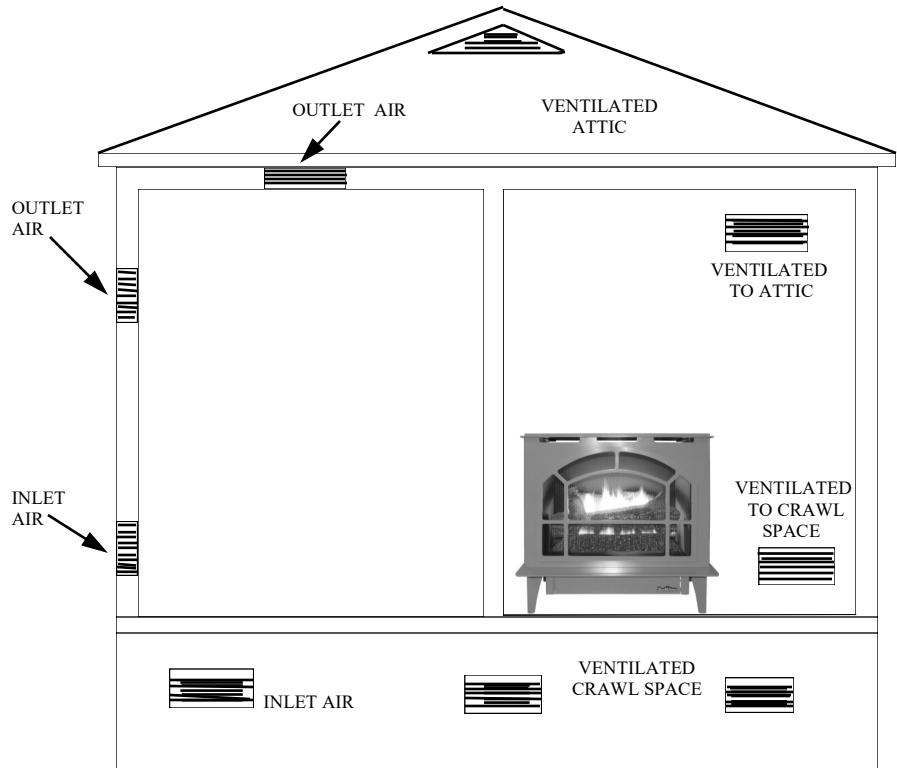 OUTLET AIR
VENTILATED
ATTIC
OUTLET
AIR
VENTILATED
TO ATTIC
INLET
AIR
VENTILATED
TO CRAWL
SPACE
INLET AIR
VENTILATED
CRAWL SPACE